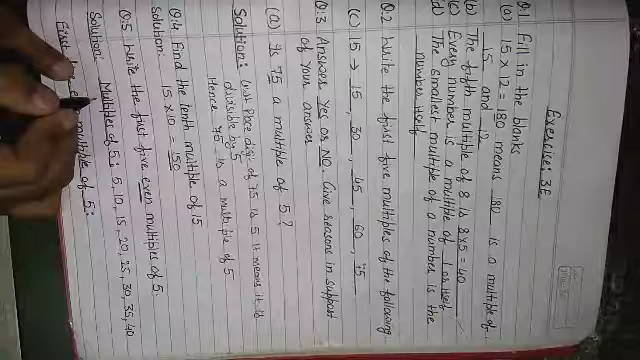 Exercise: 3E
Q.1 Fill in the blanks
(a) 15 x 12 = 180 means 180 is a multiple of
15 and 12
(b) The fifth multiple of 8 is 8x5 = 40
(c) Every number is a multiple of 1 or itself
(d) The smallest multiple of a number is the
number itself
Q.2 Write the first five multiples of the following
(c) 15 → 15, 30, 45, 60, 75
Q.3 Answer Yes or No. Give reasons in support
of your answer
(a) Is 75 a multiple of 5?
Solution: Last Place digit of 75 is 5 it means it is
divisible by 5
Hence 75 is a multiple of 5
Q.4 Find the tenth multiple of 15
Solution: 15 x 10 = 150
Q.5 Write the first five even multiples of 5.
Solution: Multiples of 5: 5, 10, 15, 20, 25, 30, 35, 40
First multiple of 5: